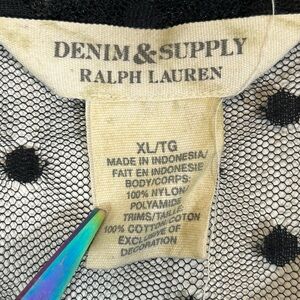 DENIM & SUPPLY
RALPH LAUREN
XL/TG
MADE IN INDONESIA/
FAIT EN INDONESIE
BODY/CORPS:
100% NYLON/
POLYAMIDE
TRIMS/TAILLE:
100% COTTON/COTON
EXCLUSIVE OF
DECORATION